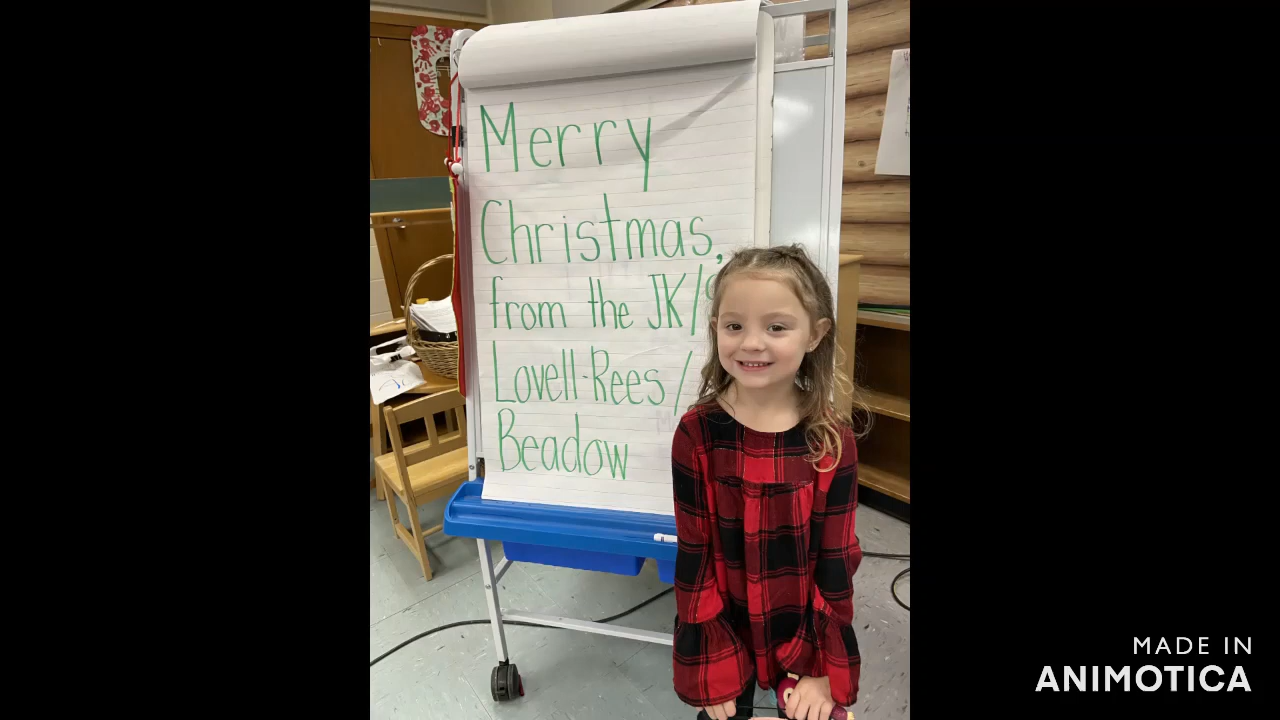 Merry
Christmas,
from the JK/
Lovell-Rees/
Beadow
MADE IN
ANIMOTICA